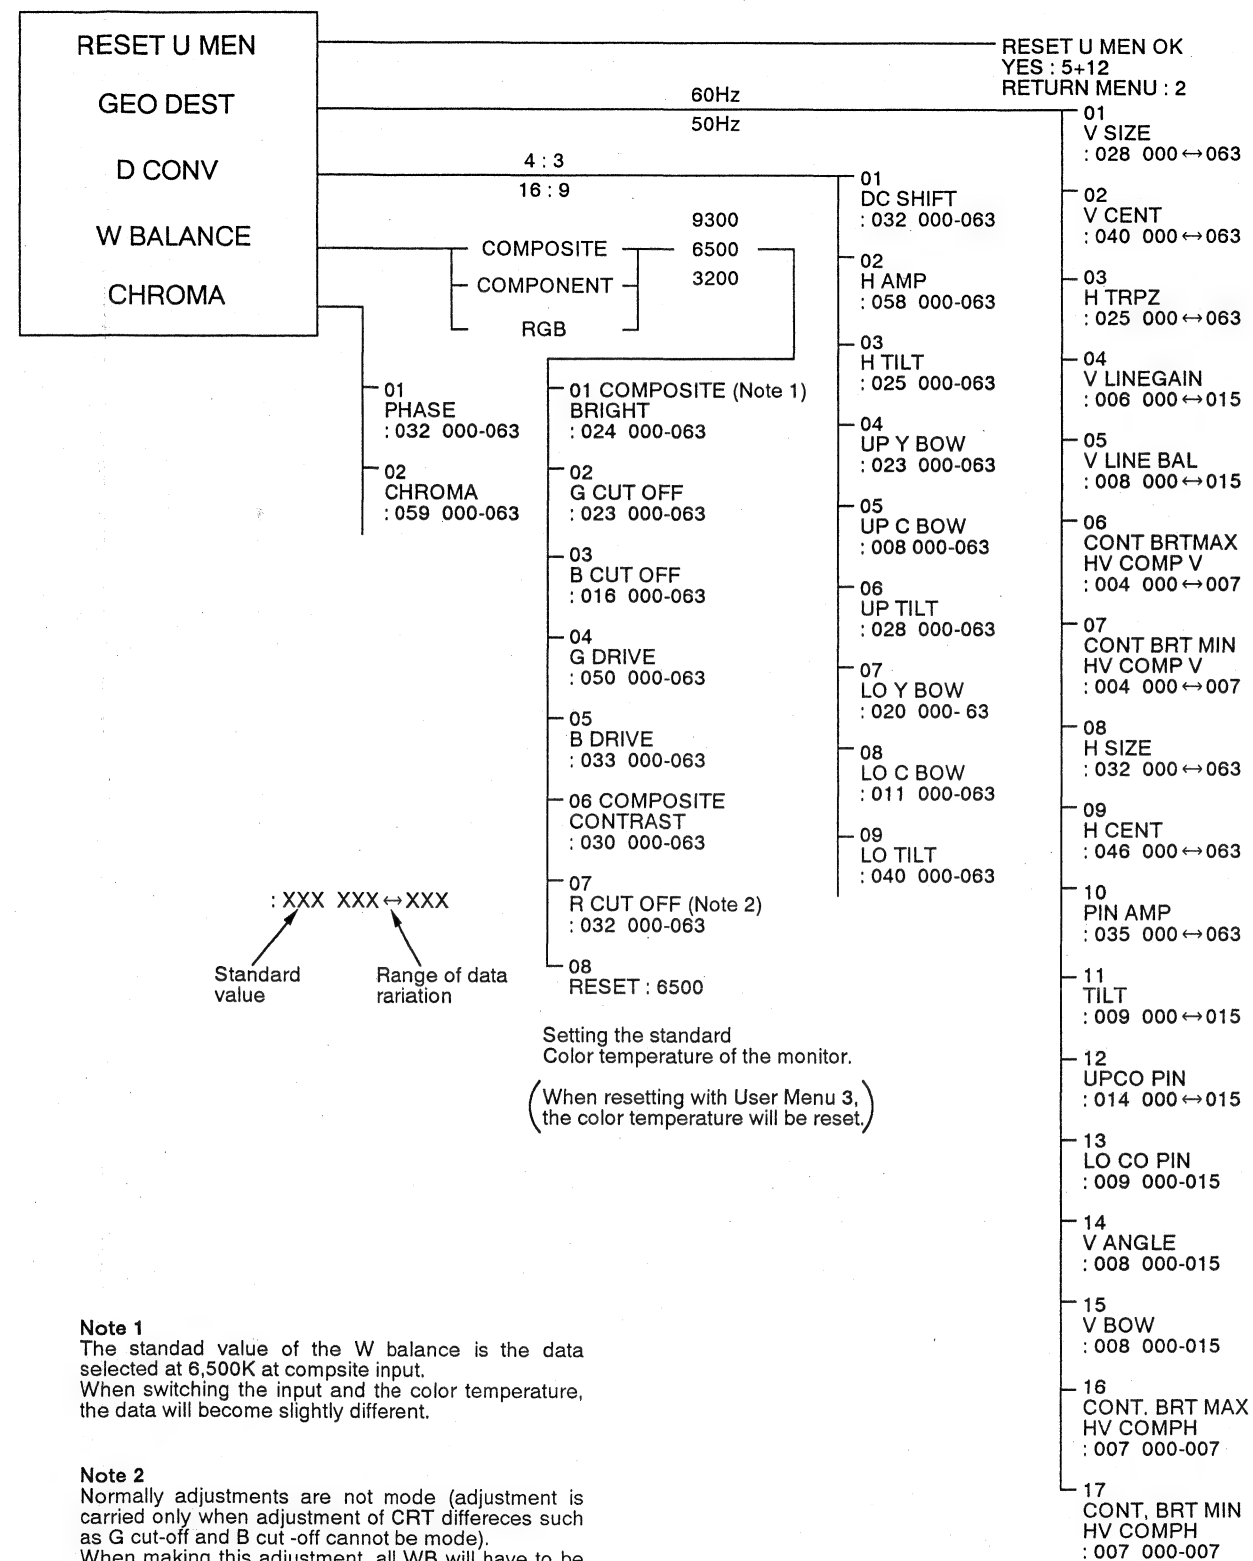 RESET U MEN
GEO DEST
D CONV
W BALANCE
CHROMA
RESET U MEN OK
YES : 5+12
RETURN MENU : 2
60Hz
50Hz
4 : 3
16 : 9
COMPOSITE
COMPONENT
RGB
9300
6500
3200
01
PHASE
: 032 000-063
02
CHROMA
: 059 000-063
01 COMPOSITE (Note 1)
BRIGHT
: 024 000-063
02
G CUT OFF
: 023 000-063
03
B CUT OFF
: 016 000-063
04
G DRIVE
: 050 000-063
05
B DRIVE
: 033 000-063
06 COMPOSITE
CONTRAST
: 030 000-063
07
R CUT OFF (Note 2)
: 032 000-063
08
RESET : 6500
Setting the standard
Color temperature of the monitor.
(When resetting with User Menu 3,
the color temperature will be reset.)
01
DC SHIFT
: 032 000-063
02
H AMP
: 058 000-063
03
H TILT
: 025 000-063
04
UP Y BOW
: 023 000-063
05
UP C BOW
: 008 000-063
06
UP TILT
: 028 000-063
07
LO Y BOW
: 020 000- 63
08
LO C BOW
: 011 000-063
09
LO TILT
: 040 000-063
01
V SIZE
: 028 000↔063
02
V CENT
: 040 000↔063
03
H TRPZ
: 025 000↔063
04
V LINEGAIN
: 006 000↔015
05
V LINE BAL
: 008 000↔015
06
CONT BRTMAX
HV COMP V
: 004 000↔007
07
CONT BRT MIN
HV COMP V
: 004 000↔007
08
H SIZE
: 032 000↔063
09
H CENT
: 046 000↔063
10
PIN AMP
: 035 000↔063
11
TILT
: 009 000↔015
12
UPCO PIN
: 014 000↔015
13
LO CO PIN
: 009 000-015
14
V ANGLE
: 008 000-015
15
V BOW
: 008 000-015
16
CONT. BRT MAX
HV COMPH
: 007 000-007
17
CONT, BRT MIN
HV COMPH
: 007 000-007
: XXX XXX↔XXX
Standard
value
Range of data
rariation
Note 1
The standad value of the W balance is the data
selected at 6,500K at compsite input.
When switching the input and the color temperature,
the data will become slightly different.
Note 2
Normally adjustments are not mode (adjustment is
carried only when adjustment of CRT differeces such
as G cut-off and B cut -off cannot be mode).
When making this adjustment, all WB will have to be